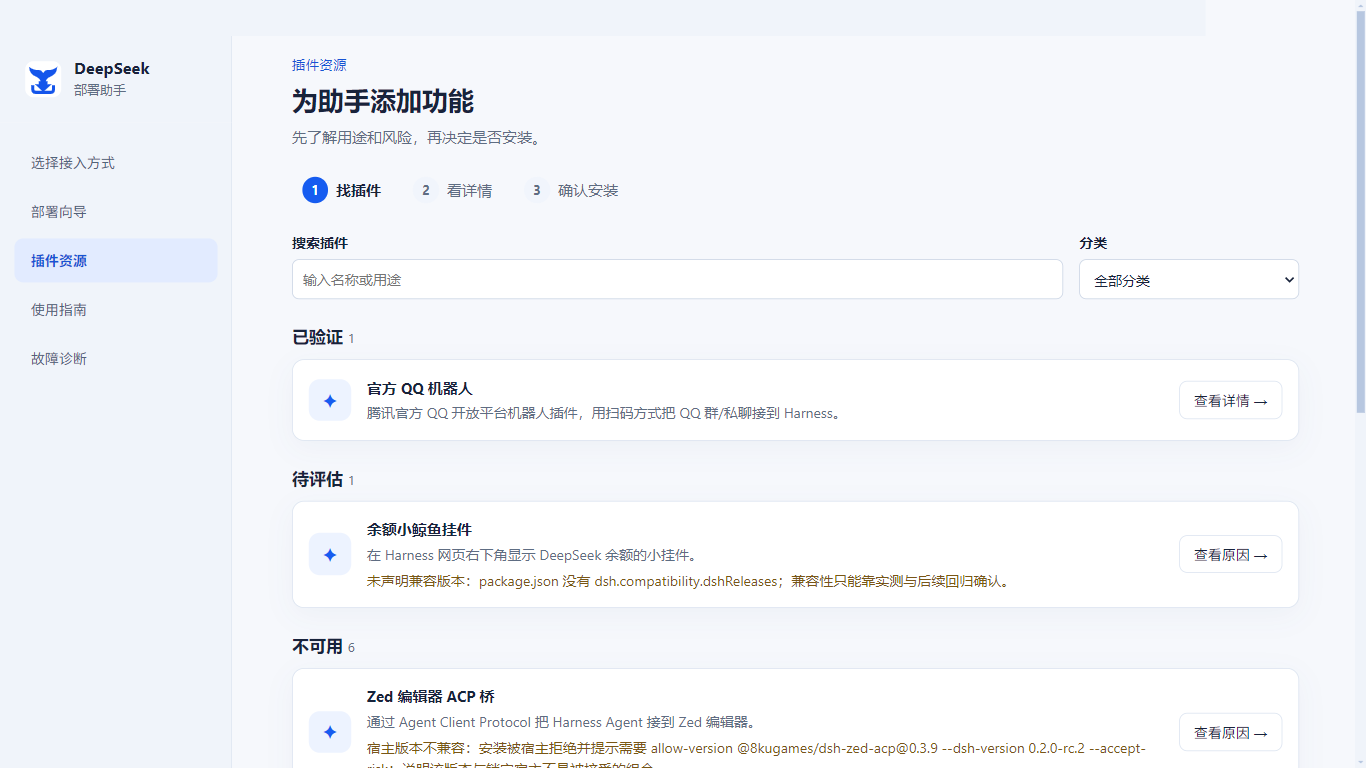 DeepSeek
部署助手
选择接入方式
部署向导
插件资源
使用指南
故障诊断
插件资源
为助手添加功能
先了解用途和风险，再决定是否安装。
1 找插件 2 看详情 3 确认安装
搜索插件 分类
输入名称或用途 全部分类
已验证 1
官方 QQ 机器人
腾讯官方 QQ 开放平台机器人插件，用扫码方式把 QQ 群/私聊接到 Harness。
查看详情 →
待评估 1
余额小鲸鱼挂件
在 Harness 网页右下角显示 DeepSeek 余额的小挂件。
未声明兼容版本：package.json 没有 dsh.compatibility.dshReleases；兼容性只能靠实测与后续回归确认。
查看原因 →
不可用 6
Zed 编辑器 ACP 桥
通过 Agent Client Protocol 把 Harness Agent 接到 Zed 编辑器。
宿主版本不兼容：安装被宿主拒绝并提示需要 allow-version @8kugames/dsh-zed-acp@0.3.9 --dsh-version 0.2.0-rc.2 --accept-
查看原因 →